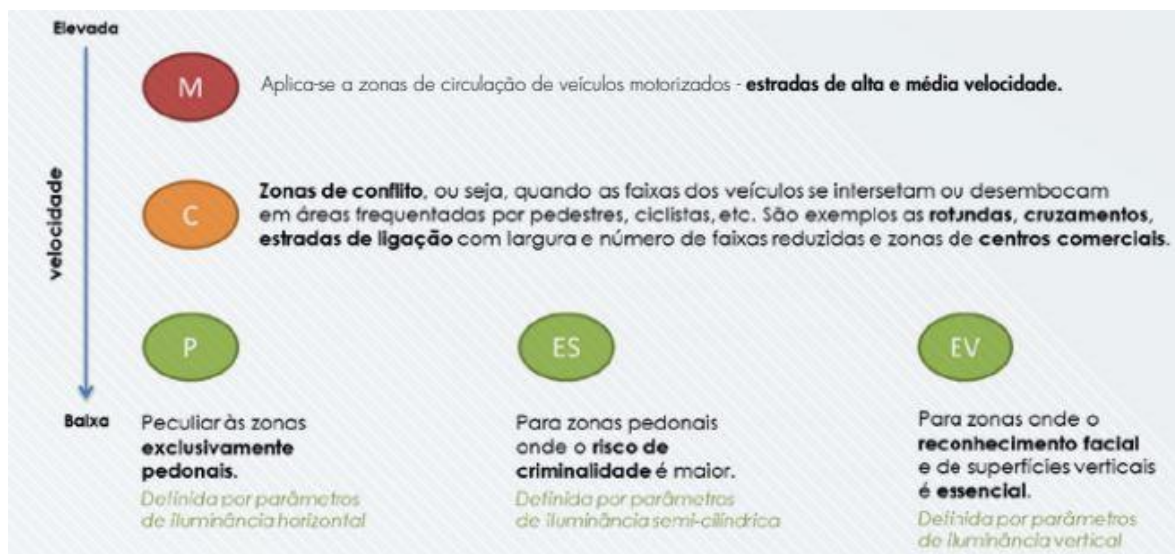 Elevada
M
Aplica-se a zonas de circulação de veículos motorizados - estradas de alta e média velocidade.
velocidade
C
Zonas de conflito, ou seja, quando as faixas dos veículos se intersetam ou desembocam
em áreas frequentadas por pedestres, ciclistas, etc. São exemplos as rotundas, cruzamentos,
estradas de ligação com largura e número de faixas reduzidas e zonas de centros comerciais.
P
ES
EV
Baixa
Peculiar às zonas
exclusivamente
pedonais.
Definida por parâmetros
de iluminância horizontal
Para zonas pedonais
onde o risco de
criminalidade é maior.
Definida por parâmetros
de iluminância semi-cilíndrica
Para zonas onde o
reconhecimento facial
e de superfícies verticais
é essencial.
Definida por parâmetros
de iluminância vertical